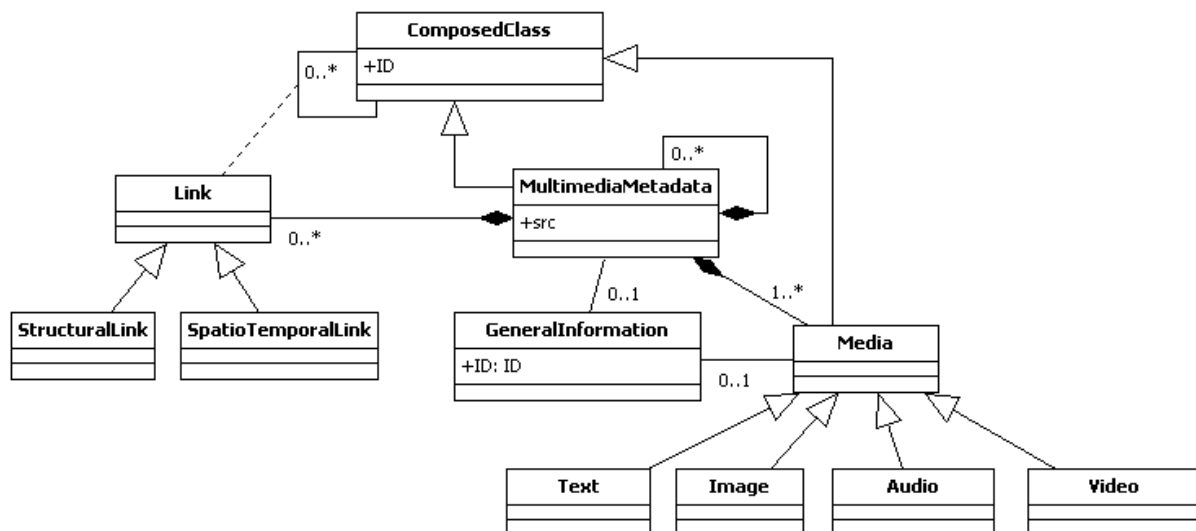 ComposedClass
+ID
0..*
Link
0..*
MultimediaMetadata
+src
0..*
StructuralLink
SpatioTemporalLink
0..1
1..*
GeneralInformation
+ID: ID
0..1
Media
Text
Image
Audio
Video